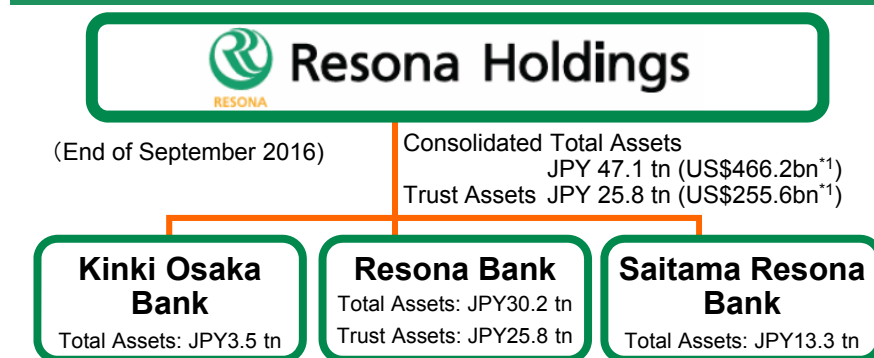 RESONA
Resona Holdings
（End of September 2016)
Consolidated Total Assets
JPY 47.1 tn (US$466.2bn*1)
Trust Assets JPY 25.8 tn (US$255.6bn*1)
Kinki Osaka
Bank
Total Assets: JPY3.5 tn
Resona Bank
Total Assets: JPY30.2 tn
Trust Assets: JPY25.8 tn
Saitama Resona
Bank
Total Assets: JPY13.3 tn